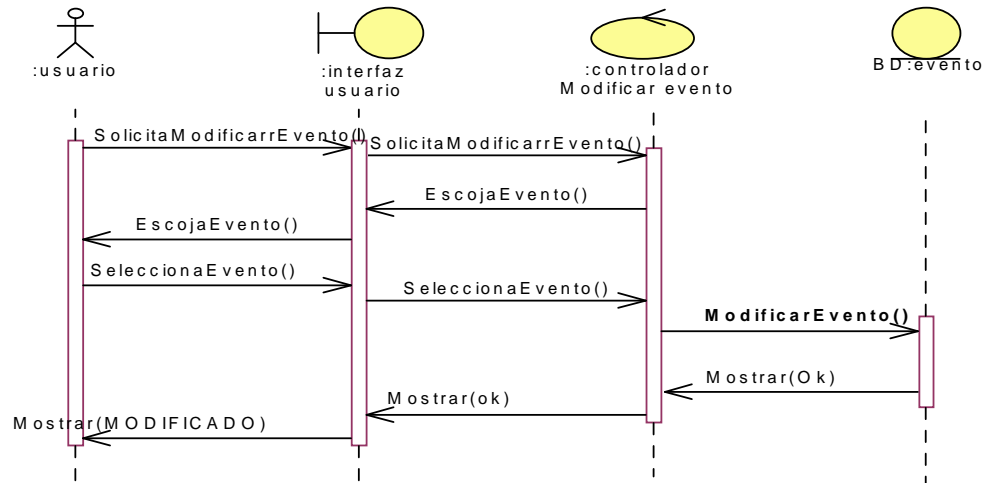 :usuario
:interfaz
usuario
:controlador
Modificar evento
BD:evento
SolicitaModificarrEvento()
SolicitaModificarrEvento()
EscojaEvento()
EscojaEvento()
SeleccionaEvento()
SeleccionaEvento()
ModificarEvento()
Mostrar(Ok)
Mostrar(ok)
Mostrar(MODIFICADO)